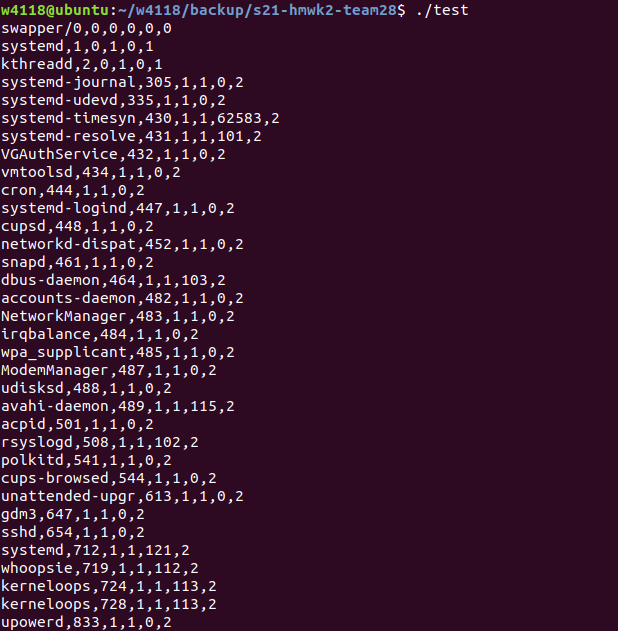 w4118@ubuntu:~/w4118/backup/s21-hmwk2-team28$ ./test
swapper/0,0,0,0,0,0
systemd,1,0,1,0,1
kthreadd,2,0,1,0,1
systemd-journal,305,1,1,0,2
systemd-udevd,335,1,1,0,2
systemd-timesyn,430,1,1,62583,2
systemd-resolve,431,1,1,101,2
VGAuthService,432,1,1,0,2
vmtoolsd,434,1,1,0,2
cron,444,1,1,0,2
systemd-logind,447,1,1,0,2
cupsd,448,1,1,0,2
networkd-dispat,452,1,1,0,2
snapd,461,1,1,0,2
dbus-daemon,464,1,1,103,2
accounts-daemon,482,1,1,0,2
NetworkManager,483,1,1,0,2
irqbalance,484,1,1,0,2
wpa_supplicant,485,1,1,0,2
ModemManager,487,1,1,0,2
udisksd,488,1,1,0,2
avahi-daemon,489,1,1,115,2
acpid,501,1,1,0,2
rsyslogd,508,1,1,102,2
polkitd,541,1,1,0,2
cups-browsed,544,1,1,0,2
unattended-upgr,613,1,1,0,2
gdm3,647,1,1,0,2
sshd,654,1,1,0,2
systemd,712,1,1,121,2
whoopsie,719,1,1,112,2
kerneloops,724,1,1,113,2
kerneloops,728,1,1,113,2
upowerd,833,1,1,0,2